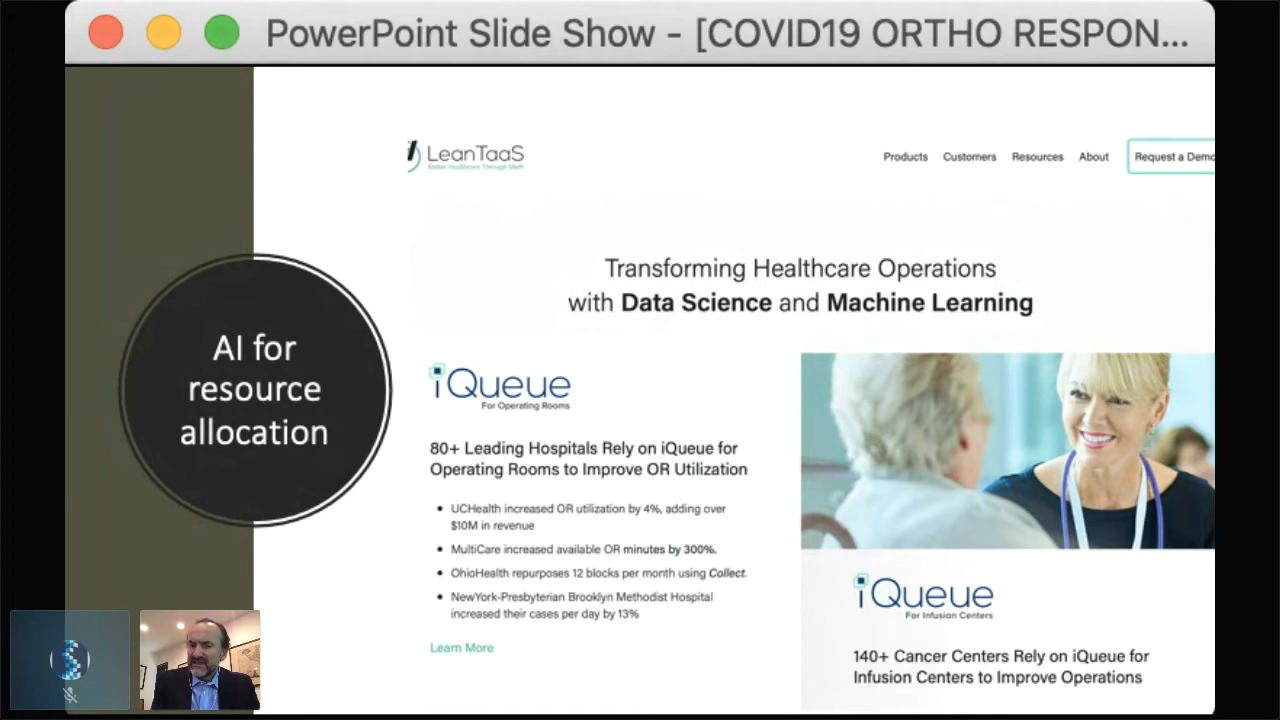 PowerPoint Slide Show - [COVID19 ORTHO RESPON...
LeanTaaS
Better Healthcare Through Math
Products
Customers
Resources
About
Request a Demo
AI for
resource
allocation
Transforming Healthcare Operations
with Data Science and Machine Learning
iQueue
For Operating Rooms
80+ Leading Hospitals Rely on iQueue for
Operating Rooms to Improve OR Utilization
• UCHealth increased OR utilization by 4%, adding over
$10M in revenue
• MultiCare increased available OR minutes by 300%.
• OhioHealth repurposes 12 blocks per month using Collect.
• NewYork-Presbyterian Brooklyn Methodist Hospital
increased their cases per day by 13%
Learn More
iQueue
For Infusion Centers
140+ Cancer Centers Rely on iQueue for
Infusion Centers to Improve Operations